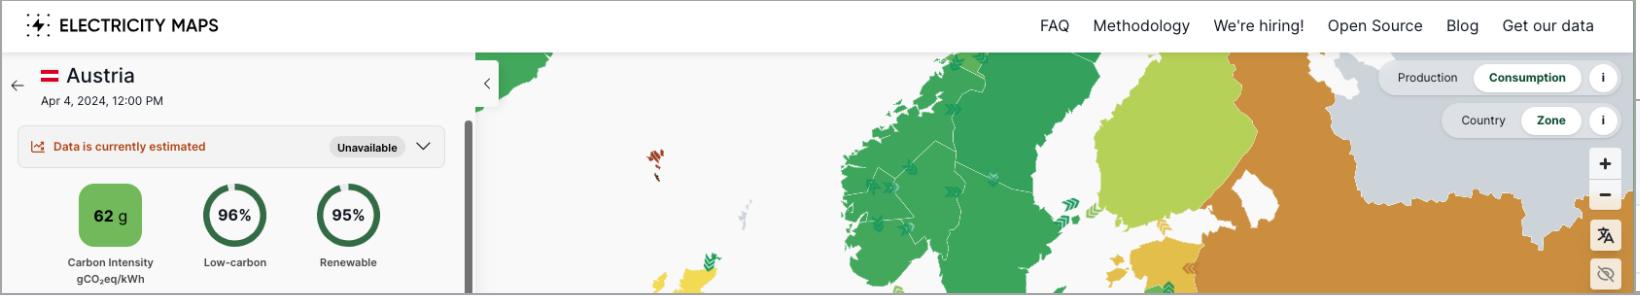 ELECTRICITY MAPS
FAQ Methodology We're hiring! Open Source Blog Get our data
Austria
Apr 4, 2024, 12:00 PM
Data is currently estimated Unavailable
62 g 96% 95%
Carbon Intensity Low-carbon Renewable
gCO₂eq/kWh
Production Consumption i
Country Zone i
+
−